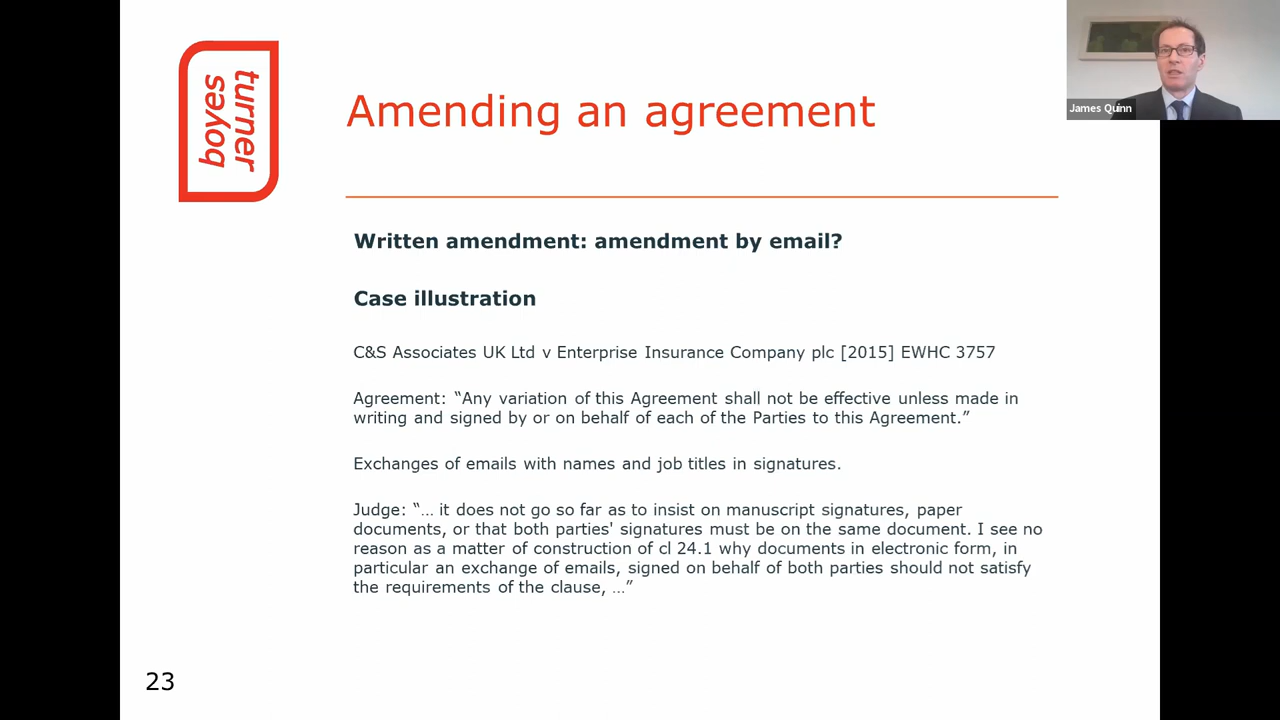 boyes
turner
Amending an agreement
James Quinn
Written amendment: amendment by email?
Case illustration
C&S Associates UK Ltd v Enterprise Insurance Company plc [2015] EWHC 3757
Agreement: “Any variation of this Agreement shall not be effective unless made in
writing and signed by or on behalf of each of the Parties to this Agreement.”
Exchanges of emails with names and job titles in signatures.
Judge: “… it does not go so far as to insist on manuscript signatures, paper
documents, or that both parties' signatures must be on the same document. I see no
reason as a matter of construction of cl 24.1 why documents in electronic form, in
particular an exchange of emails, signed on behalf of both parties should not satisfy
the requirements of the clause, …”
23